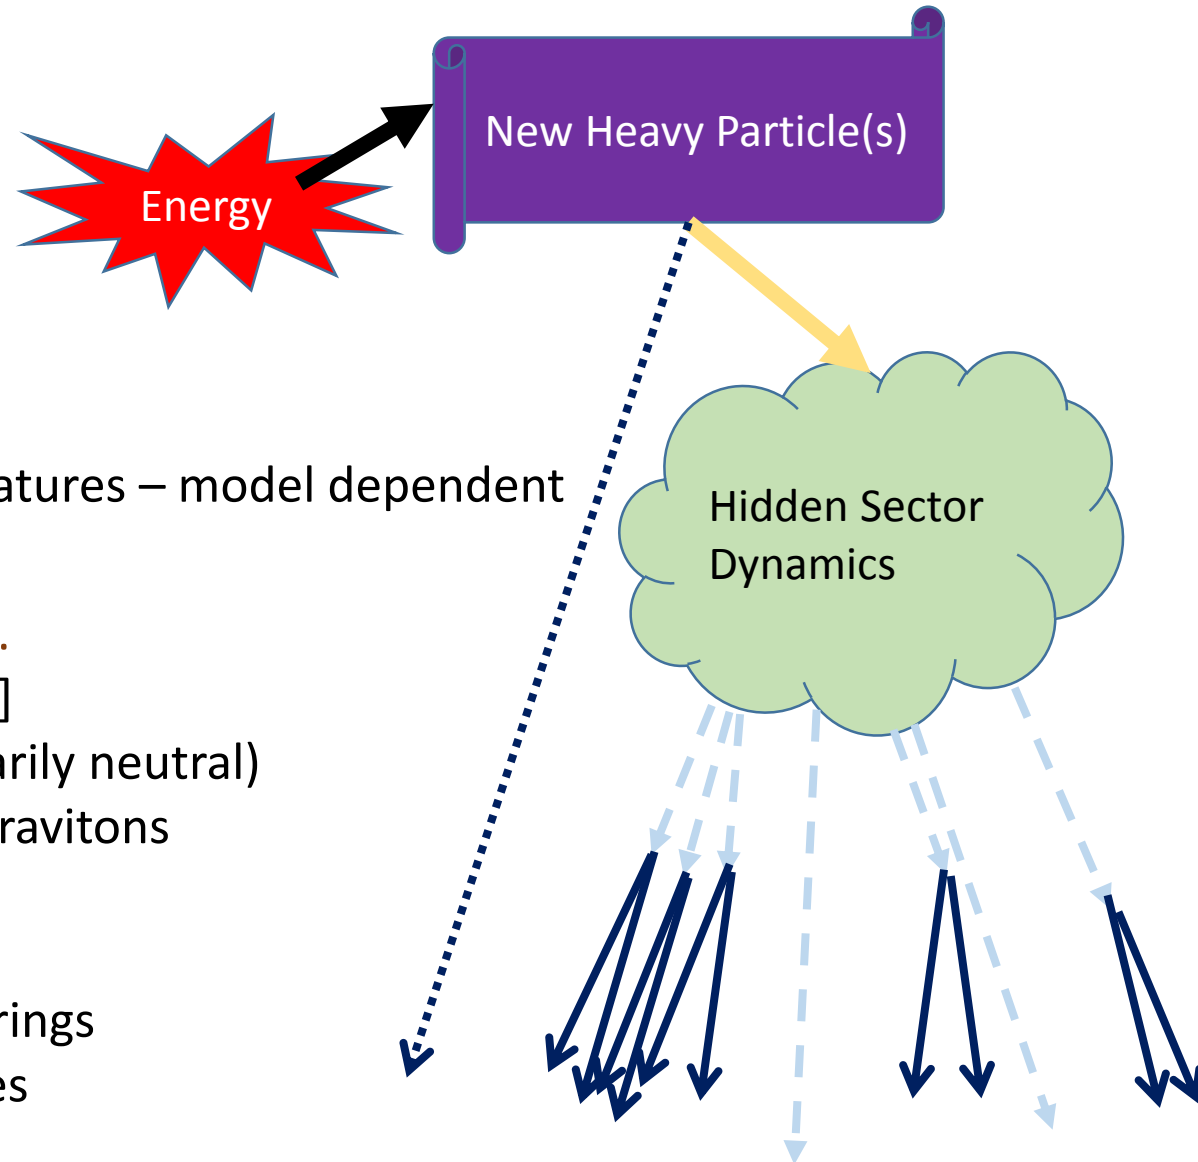 New Heavy Particle(s)
Energy
atures – model dependent
Hidden Sector
Dynamics
.
]
arily neutral)
ravitons
rings
es